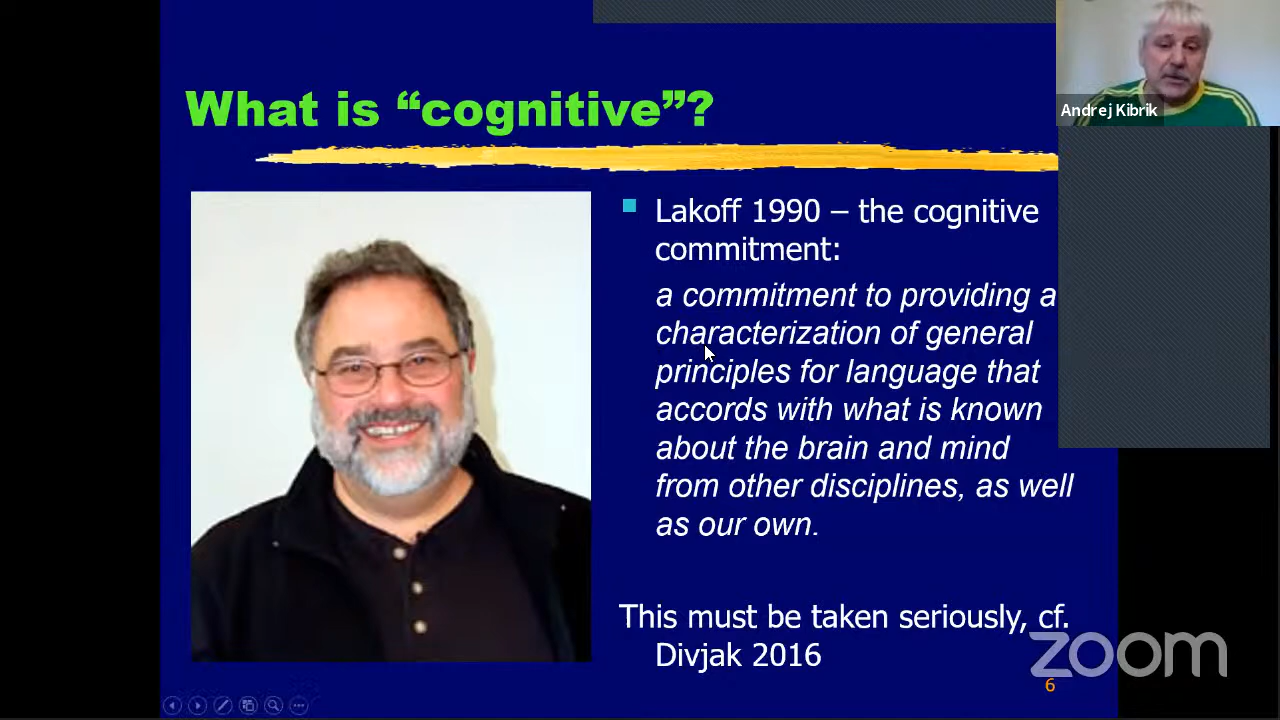 What is “cognitive”?
Andrej Kibrik
Lakoff 1990 – the cognitive
commitment:
a commitment to providing a
characterization of general
principles for language that
accords with what is known
about the brain and mind
from other disciplines, as well
as our own.
This must be taken seriously, cf.
Divjak 2016
zoom
6